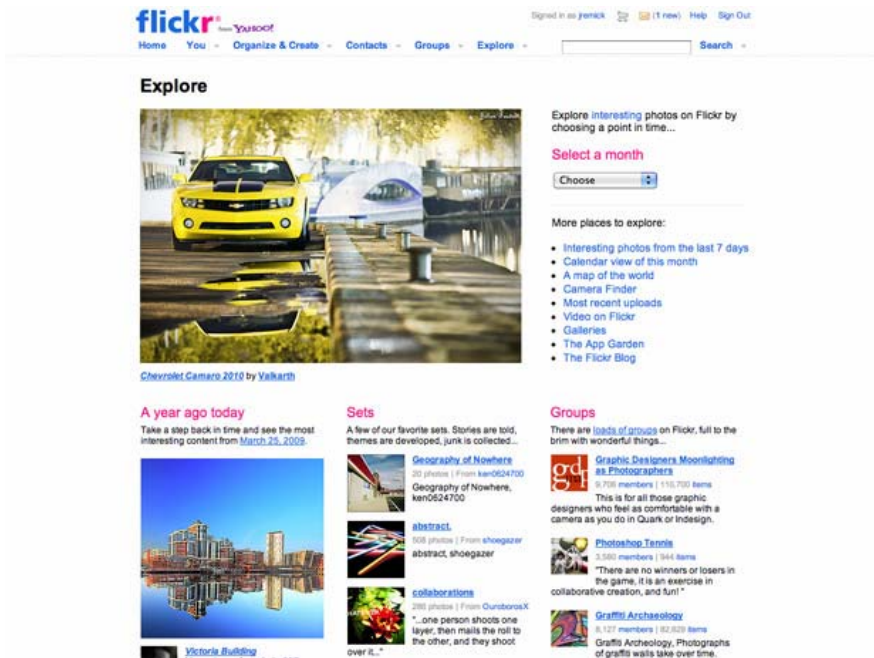 flickr from YAHOO!
Signed in as jremick (1 new) Help Sign Out
Home You Organize & Create Contacts Groups Explore Search
Explore
Explore interesting photos on Flickr by
choosing a point in time...
Select a month
Choose
More places to explore:
Interesting photos from the last 7 days
Calendar view of this month
A map of the world
Camera Finder
Most recent uploads
Video on Flickr
Galleries
The App Garden
The Flickr Blog
Chevrolet Camaro 2010 by Valkarth
A year ago today
Take a step back in time and see the most
interesting content from March 25, 2009.
Victoria Building
Sets
A few of our favorite sets. Stories are told,
themes are developed, junk is collected...
Geography of Nowhere
20 photos | From ken0624700
Geography of Nowhere,
ken0624700
abstract.
508 photos | From shoegazer
abstract, shoegazer
collaborations
286 photos | From OuroborosX
"...one person shoots one
layer, then mails the roll to
the other, and they shoot
over it..."
Groups
There are loads of groups on Flickr, full to the
brim with wonderful things...
gdm
Graphic Designers Moonlighting
as Photographers
9,706 members | 116,700 items
This is for all those graphic
designers who feel as comfortable with a
camera as you do in Quark or Indesign.
Photoshop Tennis
3,580 members | 944 items
"There are no winners or losers in
the game, it is an exercise in
collaborative creation, and fun! "
Graffiti Archaeology
6,127 members | items
Graffiti Archeology, Photographs
of graffiti walls take over time.